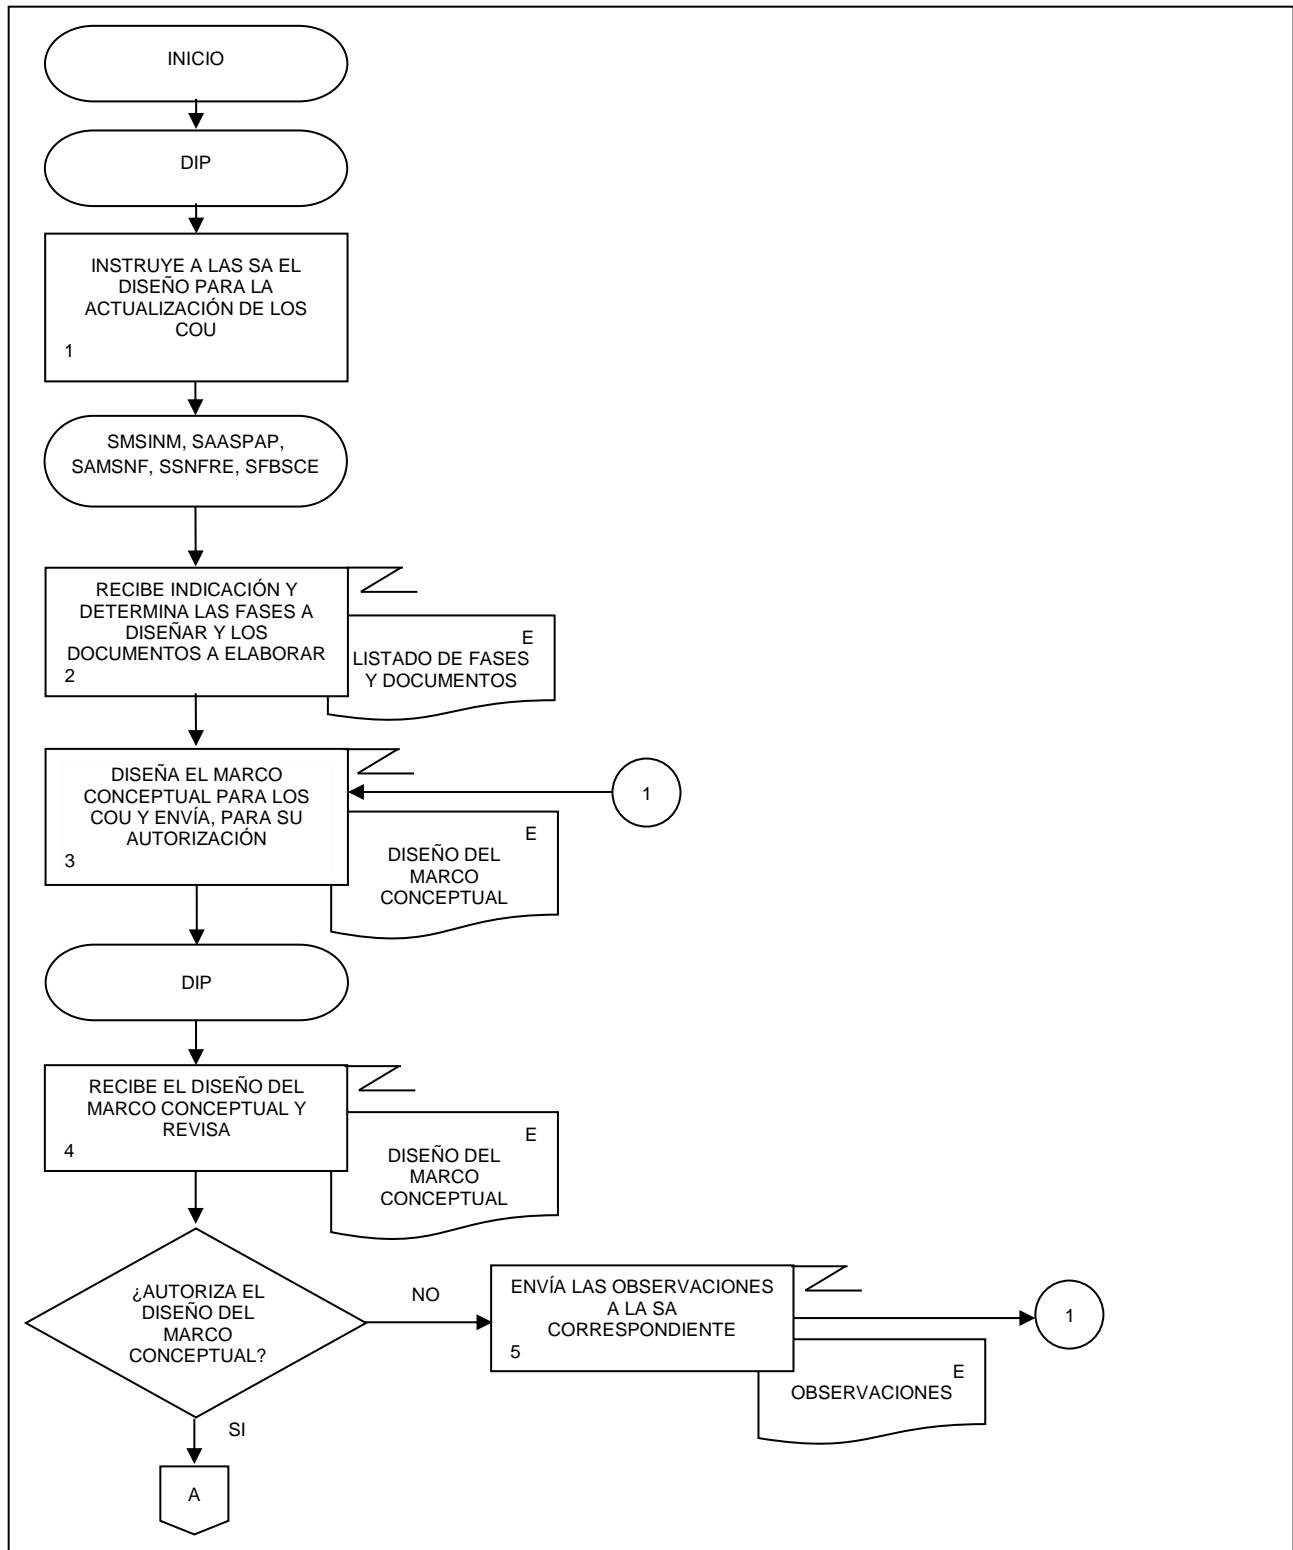 INICIO
DIP
INSTRUYE A LAS SA EL
DISEÑO PARA LA
ACTUALIZACIÓN DE LOS
COU
1
SMSINM, SAASPAP,
SAMSNF, SSNFRE, SFBSCE
RECIBE INDICACIÓN Y
DETERMINA LAS FASES A
DISEÑAR Y LOS
DOCUMENTOS A ELABORAR
2
E
LISTADO DE FASES
Y DOCUMENTOS
DISEÑA EL MARCO
CONCEPTUAL PARA LOS
COU Y ENVÍA, PARA SU
AUTORIZACIÓN
3
1
E
DISEÑO DEL
MARCO
CONCEPTUAL
DIP
RECIBE EL DISEÑO DEL
MARCO CONCEPTUAL Y
REVISA
4
E
DISEÑO DEL
MARCO
CONCEPTUAL
¿AUTORIZA EL
DISEÑO DEL
MARCO
CONCEPTUAL?
NO
ENVÍA LAS OBSERVACIONES
A LA SA
CORRESPONDIENTE
5
1
E
OBSERVACIONES
SI
A